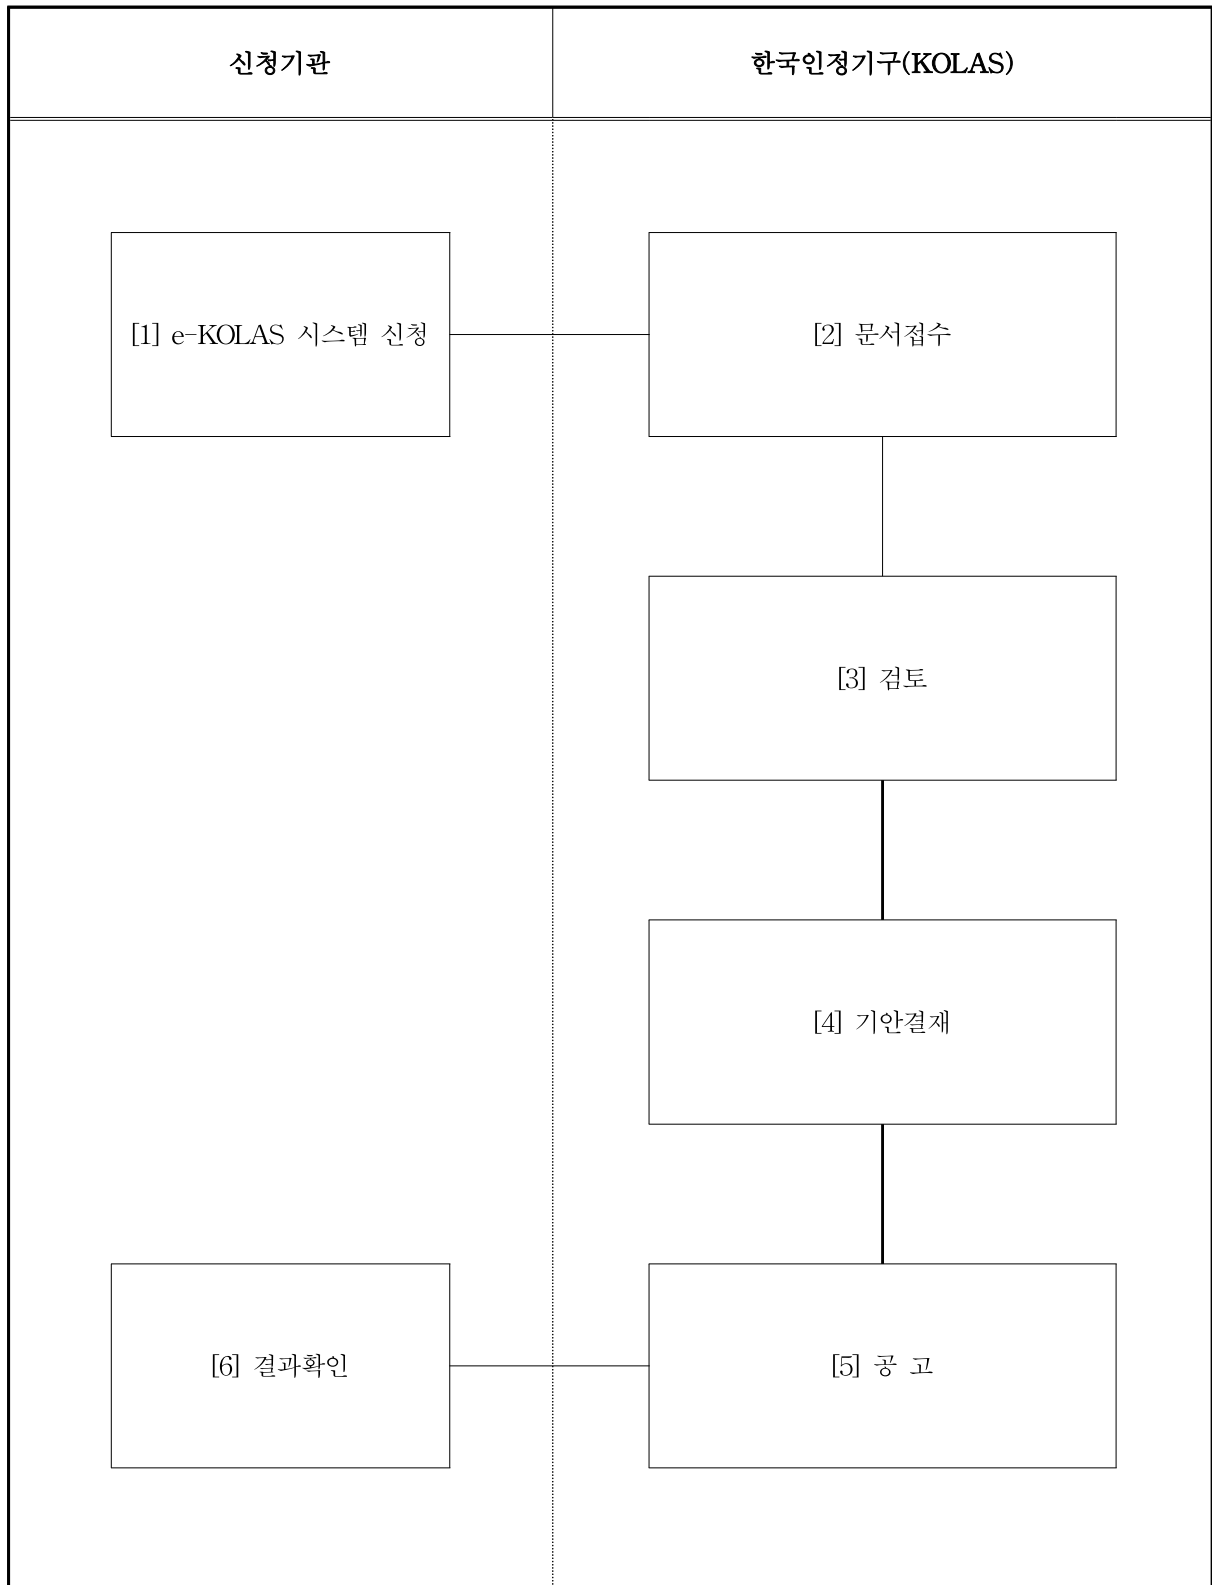 신청기관
한국인정기구(KOLAS)
[1] e-KOLAS 시스템 신청
[2] 문서접수
[3] 검토
[4] 기안결재
[6] 결과확인
[5] 공 고